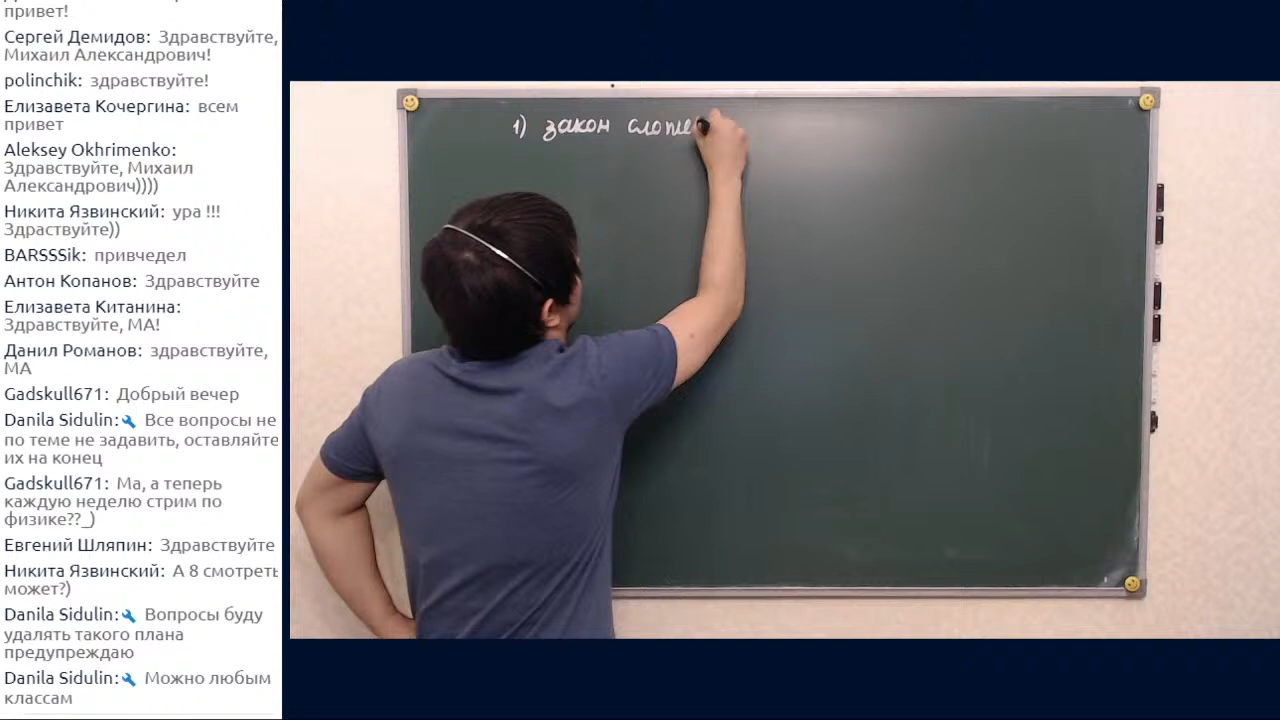 привет!
Сергей Демидов: Здравствуйте,
Михаил Александрович!
polinchik: здравствуйте!
Елизавета Кочергина: всем
привет
Aleksey Okhrimenko:
Здравствуйте, Михаил
Александрович))))
Никита Язвинский: ура !!!
Здраствуйте))
BARSSSik: привчедел
Антон Копанов: Здравствуйте
Елизавета Китанина:
Здравствуйте, МА!
Данил Романов: здравствуйте,
МА
Gadskull671: Добрый вечер
Danila Sidulin: Все вопросы не
по теме не задавить, оставляйте
их на конец
Gadskull671: Ма, а теперь
каждую неделю стрим по
физике??_)
Евгений Шляпин: Здравствуйте
Никита Язвинский: А 8 смотреть
может?)
Danila Sidulin: Вопросы буду
удалять такого плана
предупреждаю
Danila Sidulin: Можно любым
классам
1) закон сложе